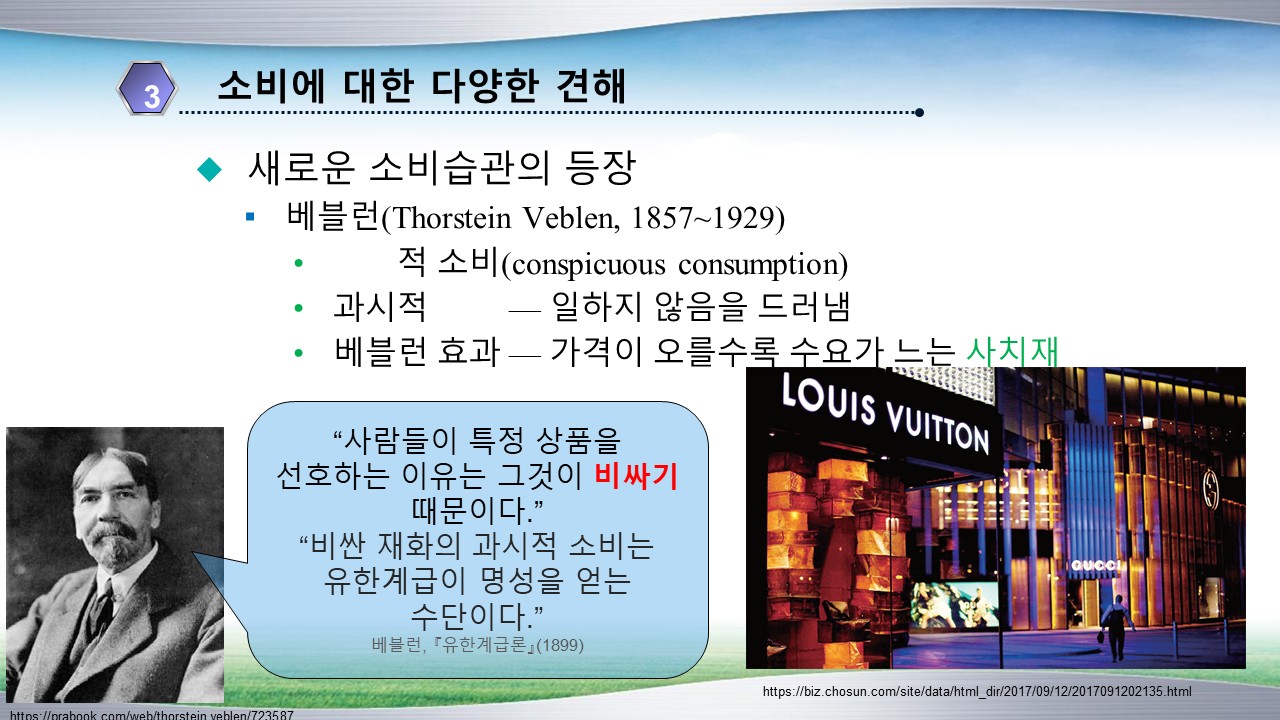 3
소비에 대한 다양한 견해
새로운 소비습관의 등장
베블런(Thorstein Veblen, 1857~1929)
적 소비(conspicuous consumption)
과시적 — 일하지 않음을 드러냄
베블런 효과 — 가격이 오를수록 수요가 느는 사치재
“사람들이 특정 상품을
선호하는 이유는 그것이 비싸기
때문이다.”
“비싼 재화의 과시적 소비는
유한계급이 명성을 얻는
수단이다.”
베블런, 『유한계급론』(1899)
LOUIS VUITTON
GUCCI
https://biz.chosun.com/site/data/html_dir/2017/09/12/2017091202135.html
https://prabook.com/web/thorstein.veblen/723587